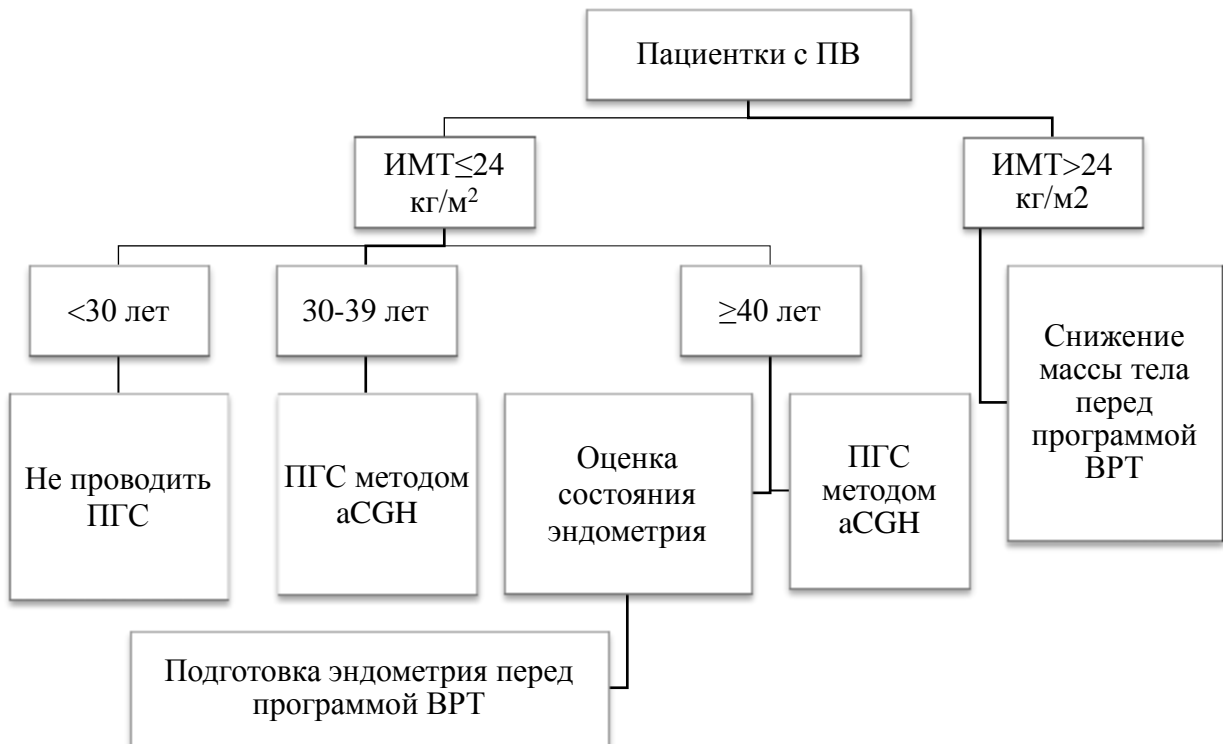 Пациентки с ПВ
ИМТ≤24
кг/м²
ИМТ>24
кг/м2
<30 лет
30-39 лет
≥40 лет
Снижение
массы тела
перед
программой
ВРТ
Не проводить
ПГС
ПГС методом
aCGH
Оценка
состояния
эндометрия
ПГС
методом
aCGH
Подготовка эндометрия перед
программой ВРТ